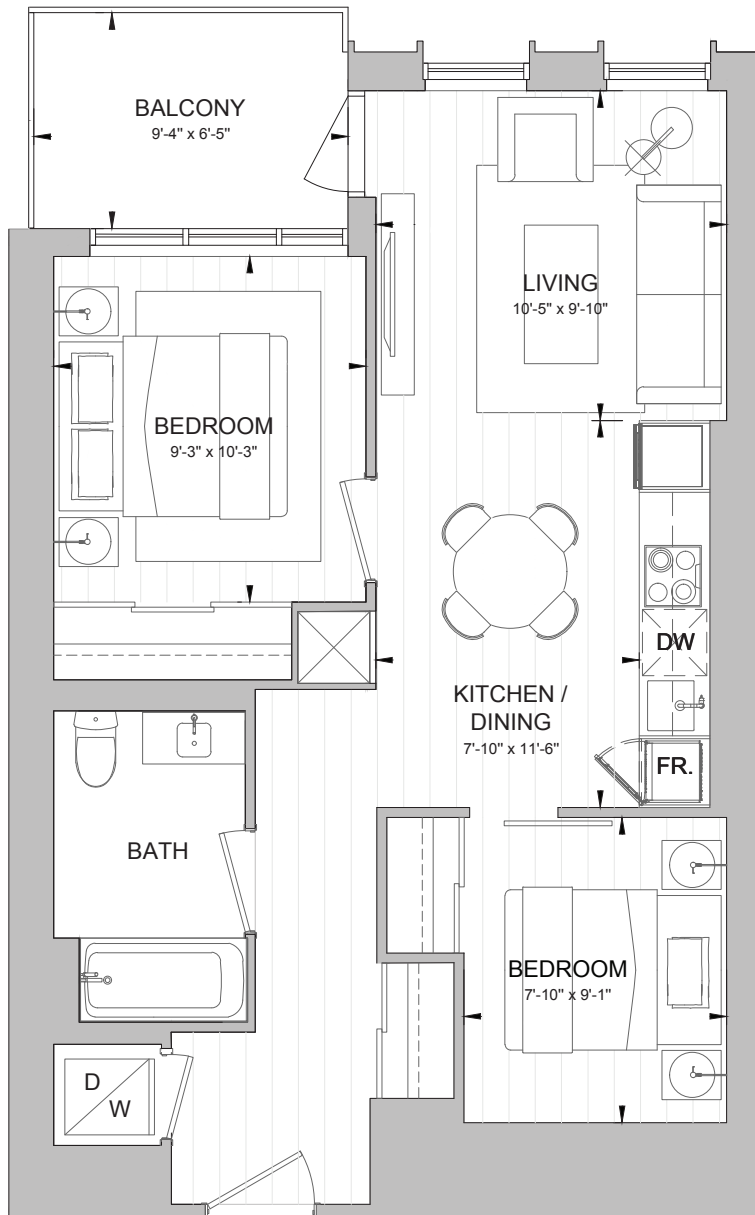 BALCONY
9'-4" x 6'-5"
LIVING
10'-5" x 9'-10"
BEDROOM
9'-3" x 10'-3"
DW
KITCHEN /
DINING
7'-10" x 11'-6"
FR.
BATH
BEDROOM
7'-10" x 9'-1"
D
W